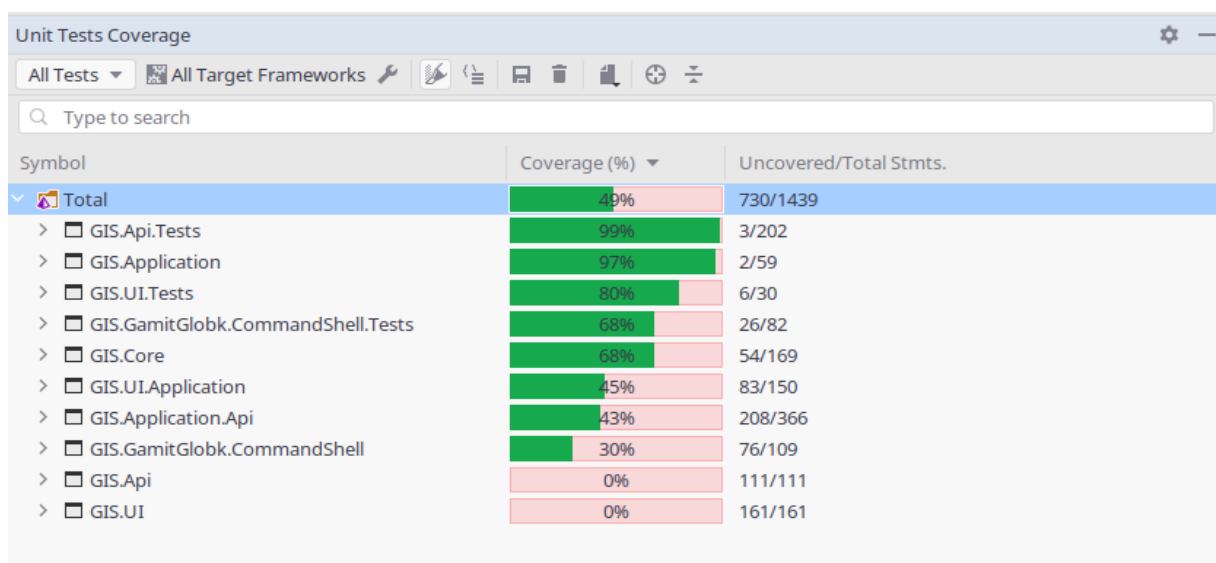 Unit Tests Coverage
All Tests All Target Frameworks
Type to search
Symbol Coverage (%) Uncovered/Total Stmts.
Total 49% 730/1439
GIS.Api.Tests 99% 3/202
GIS.Application 97% 2/59
GIS.UI.Tests 80% 6/30
GIS.GamitGlobk.CommandShell.Tests 68% 26/82
GIS.Core 68% 54/169
GIS.UI.Application 45% 83/150
GIS.Application.Api 43% 208/366
GIS.GamitGlobk.CommandShell 30% 76/109
GIS.Api 0% 111/111
GIS.UI 0% 161/161